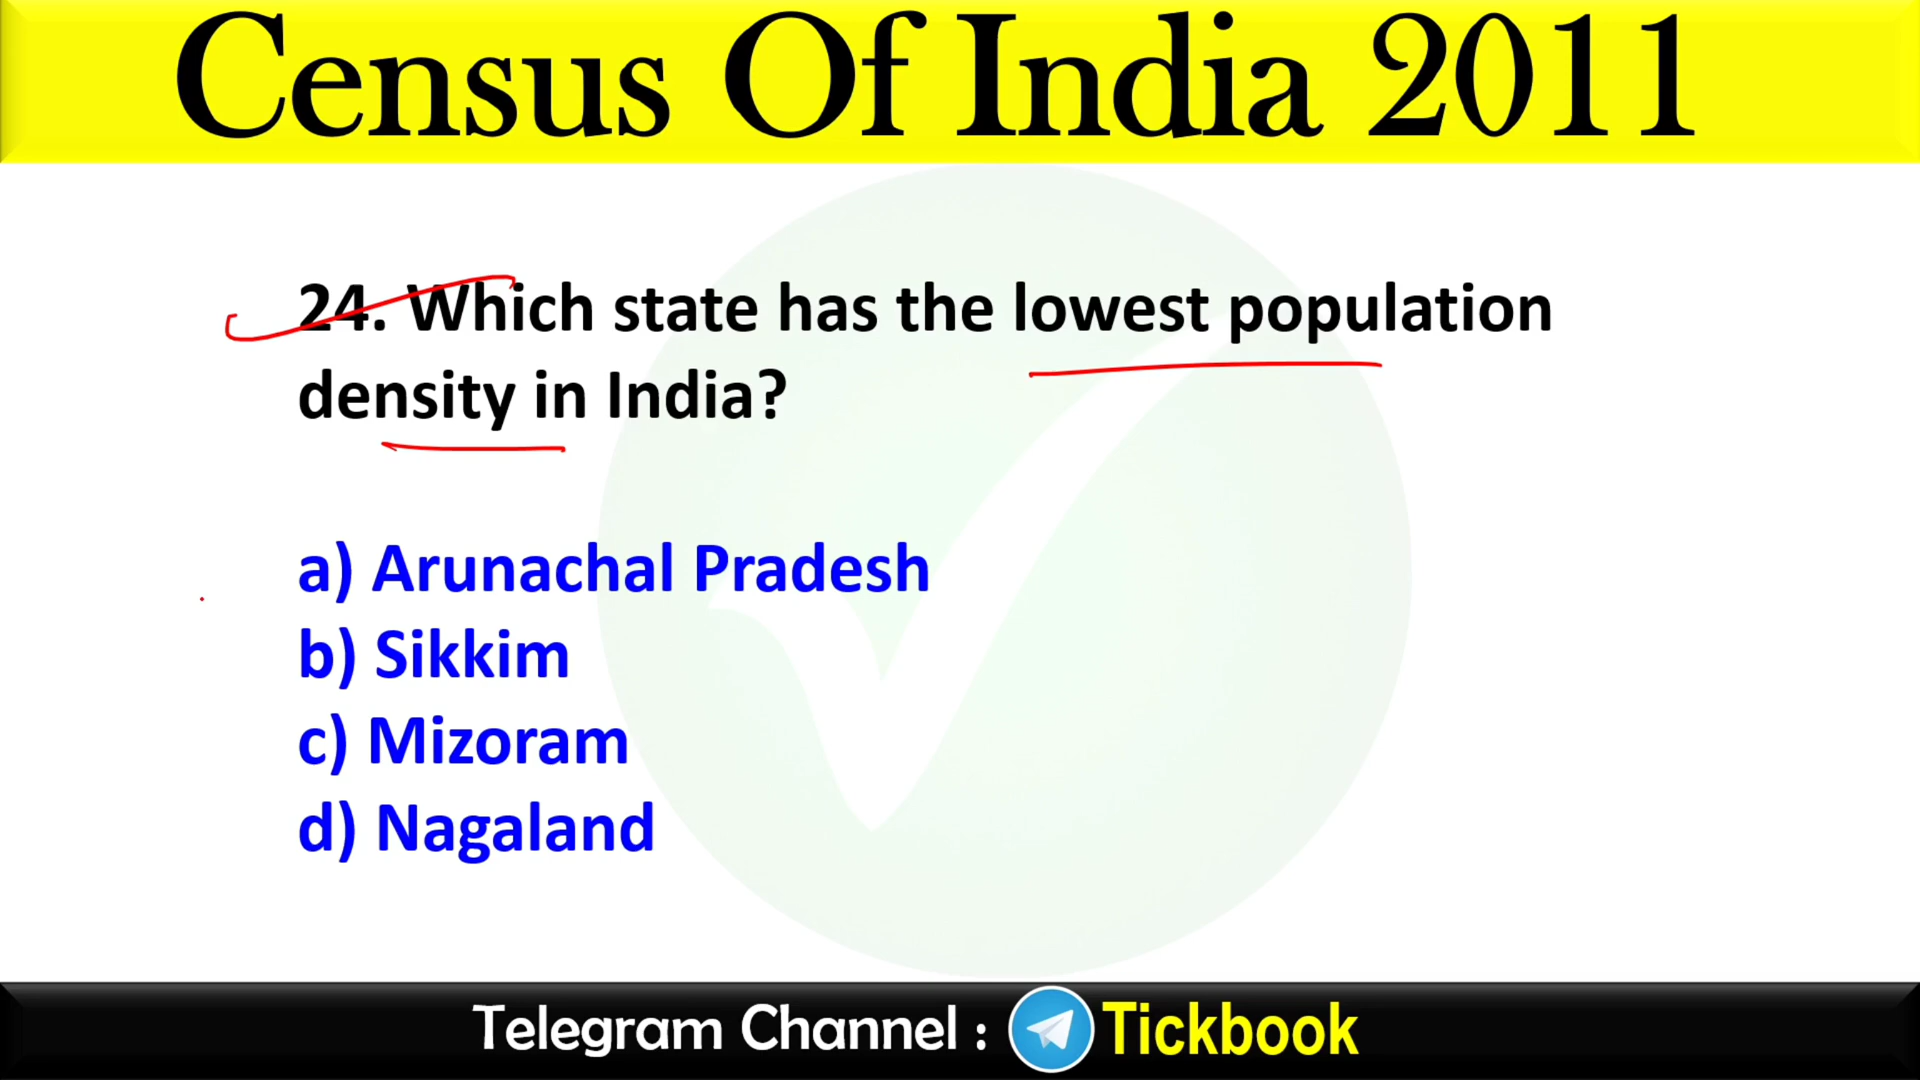 Census Of India 2011
24. Which state has the lowest population
density in India?
a) Arunachal Pradesh
b) Sikkim
c) Mizoram
d) Nagaland
Telegram Channel : Tickbook